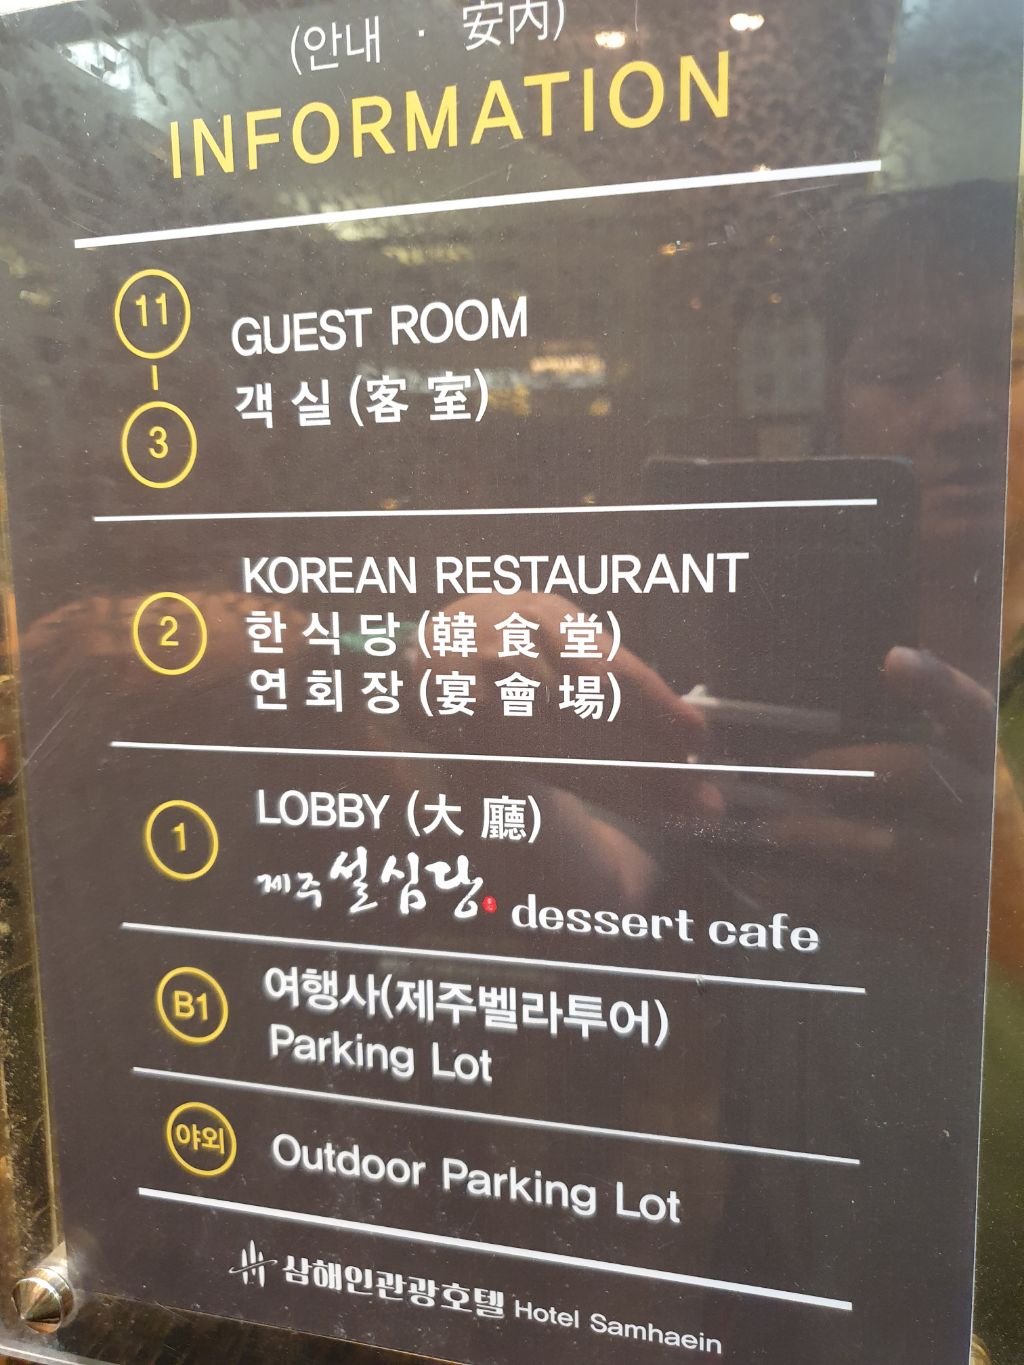 (안내 · 安內)
INFORMATION
11
GUEST ROOM
객 실 (客 室)
3
KOREAN RESTAURANT
2
한 식 당 (韓 食 堂)
연 회 장 (宴 會 場)
1
LOBBY (大 廳)
제주 설심당 dessert cafe
B1
여행사(제주벨라투어)
Parking Lot
야외
Outdoor Parking Lot
삼해인관광호텔 Hotel Samhaein